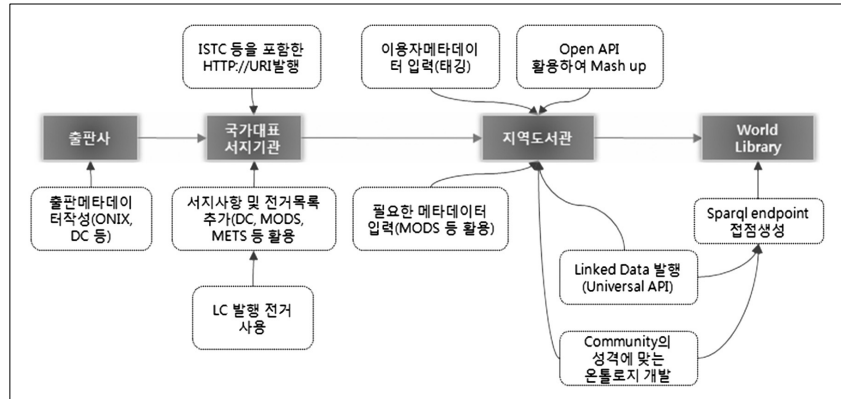 ISTC 등을 포함한
HTTP://URI발행
이용자메타데이
터 입력(태깅)
Open API
활용하여 Mash up
출판사
국가대표
서지기관
지역도서관
World
Library
출판메타데이
터작성(ONIX,
DC 등)
서지사항 및 전거목록
추가(DC, MODS,
METS 등 활용)
필요한 메타데이터
입력(MODS 등 활용)
Sparql endpoint
접점생성
Linked Data 발행
(Universal API)
LC 발행 전거
사용
Community의
성격에 맞는
온톨로지 개발